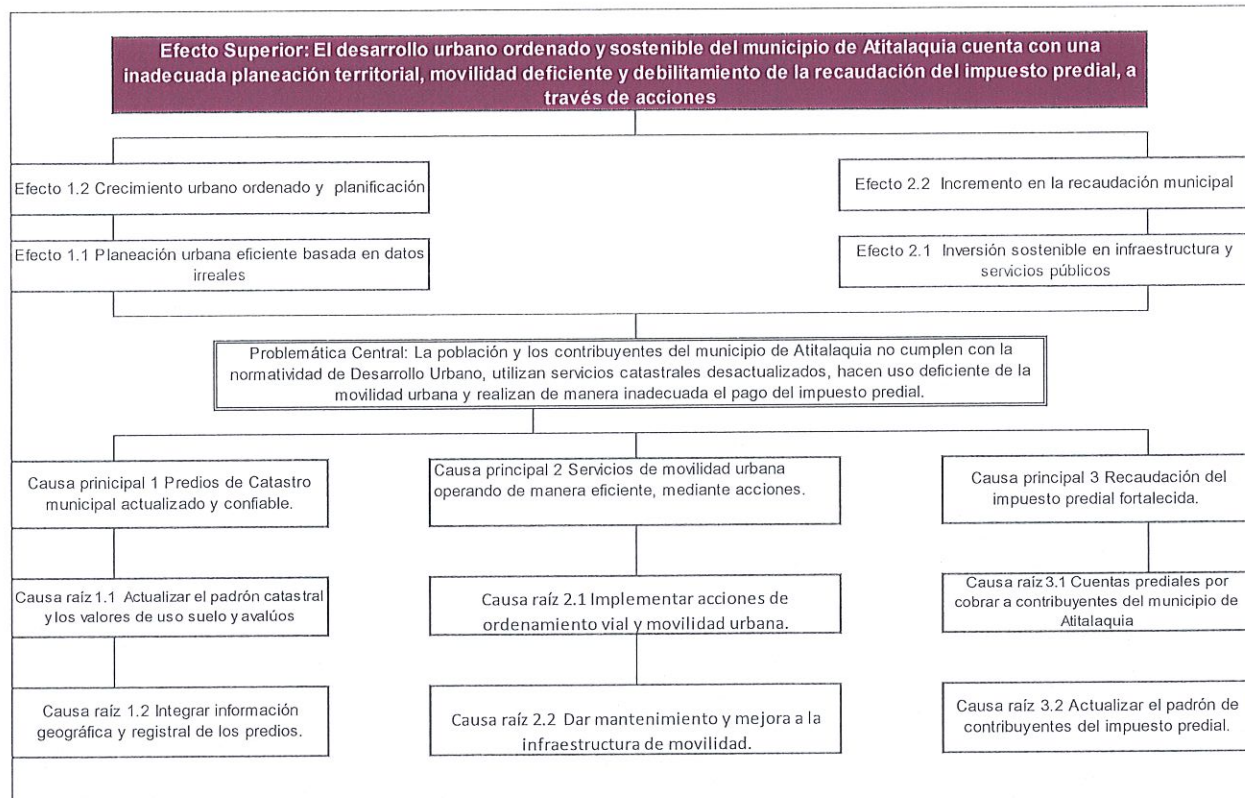 Efecto Superior: El desarrollo urbano ordenado y sostenible del municipio de Atitalaquia cuenta con una
inadecuada planeación territorial, movilidad deficiente y debilitamiento de la recaudación del impuesto predial, a
través de acciones
Efecto 1.2 Crecimiento urbano ordenado y planificación
Efecto 2.2 Incremento en la recaudación municipal
Efecto 1.1 Planeación urbana eficiente basada en datos
irreales
Efecto 2.1 Inversión sostenible en infraestructura y
servicios públicos
Problemática Central: La población y los contribuyentes del municipio de Atitalaquia no cumplen con la
normatividad de Desarrollo Urbano, utilizan servicios catastrales desactualizados, hacen uso deficiente de la
movilidad urbana y realizan de manera inadecuada el pago del impuesto predial.
Causa prinicipal 1 Predios de Catastro
municipal actualizado y confiable.
Causa principal 2 Servicios de movilidad urbana
operando de manera eficiente, mediante acciones.
Causa principal 3 Recaudación del
impuesto predial fortalecida.
Causa raíz 1.1 Actualizar el padrón catastral
y los valores de uso suelo y avalúos
Causa raíz 2.1 Implementar acciones de
ordenamiento vial y movilidad urbana.
Causa raíz 3.1 Cuentas prediales por
cobrar a contribuyentes del municipio de
Atitalaquia
Causa raíz 1.2 Integrar información
geográfica y registral de los predios.
Causa raíz 2.2 Dar mantenimiento y mejora a la
infraestructura de movilidad.
Causa raíz 3.2 Actualizar el padrón de
contribuyentes del impuesto predial.